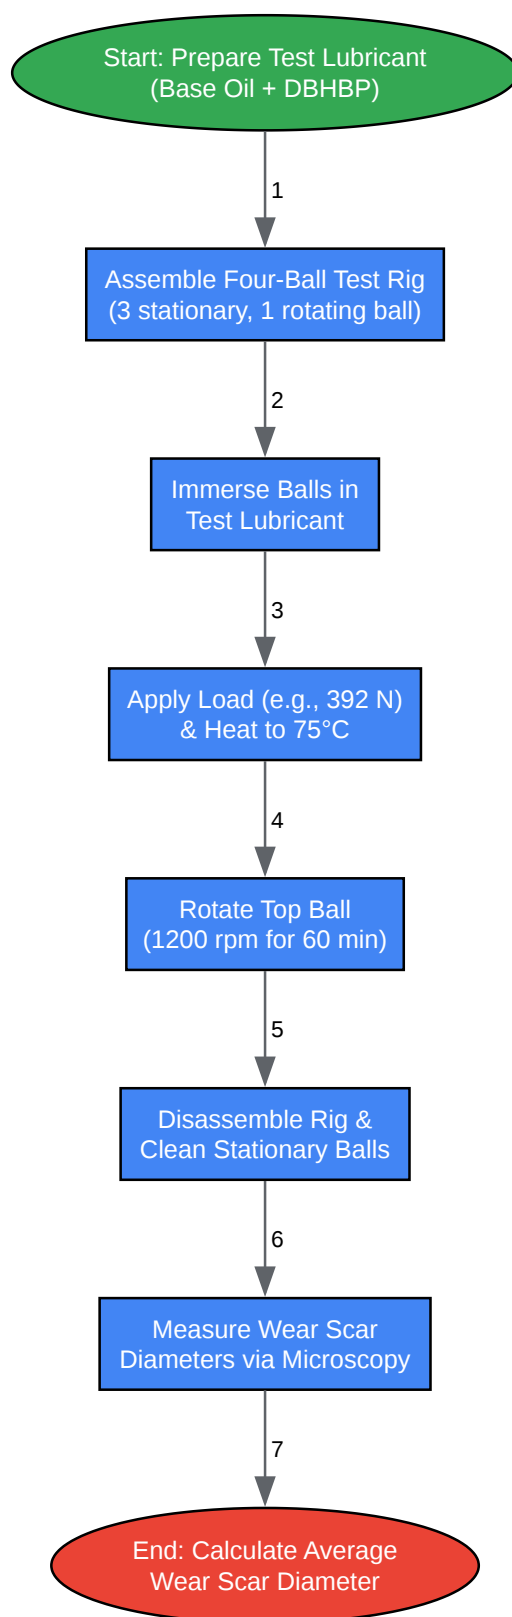 Start: Prepare Test Lubricant
(Base Oil + DBHBP)
1
Assemble Four-Ball Test Rig
(3 stationary, 1 rotating ball)
2
Immerse Balls in
Test Lubricant
3
Apply Load (e.g., 392 N)
& Heat to 75°C
4
Rotate Top Ball
(1200 rpm for 60 min)
5
Disassemble Rig &
Clean Stationary Balls
6
Measure Wear Scar
Diameters via Microscopy
7
End: Calculate Average
Wear Scar Diameter